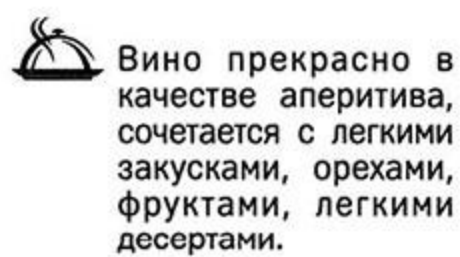 Вино прекрасно в
качестве аперитива,
сочетается с легкими
закусками, орехами,
фруктами, легкими
десертами.